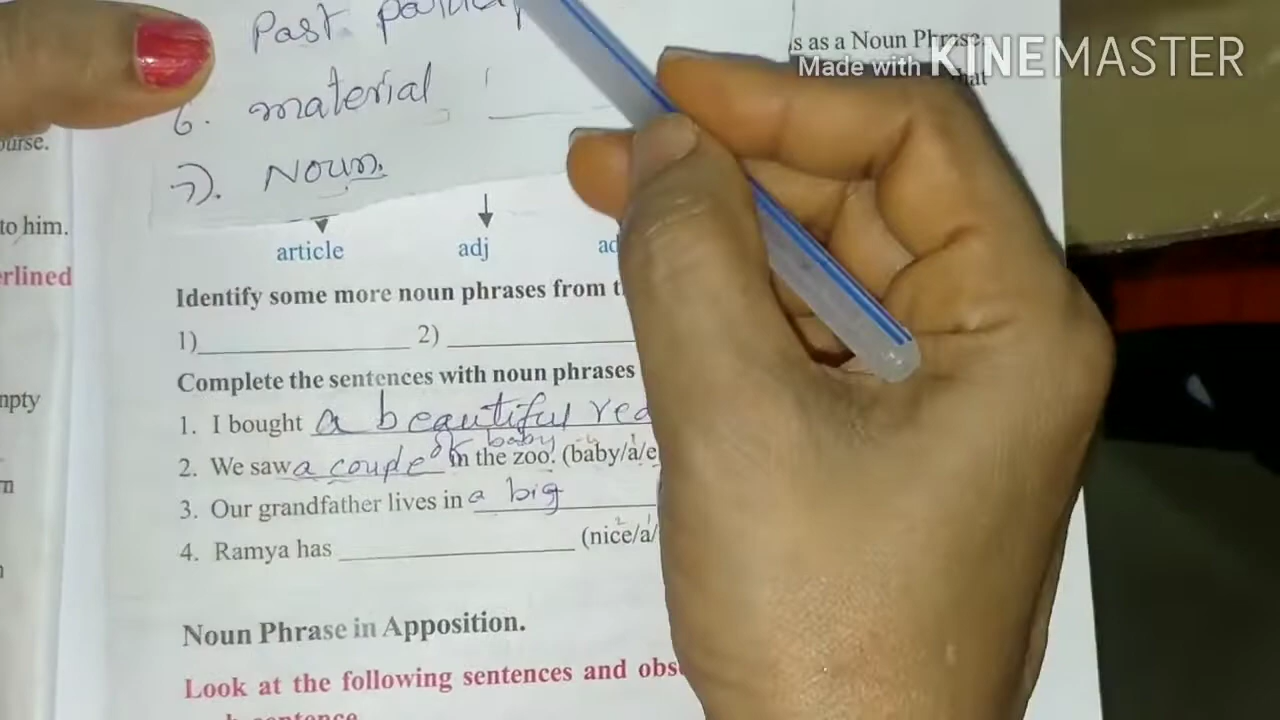 Past
s as a Noun Phrase.
Made with KINEMASTER
6. material
ourse.
7). Noun.
to him.
article adj
erlined
Identify some more noun phrases from
1)____________ 2)____________
Complete the sentences with noun phrases
1. I bought a beautiful red
2. We saw a couple of baby in the zoo. (baby/a/e
3. Our grandfather lives in a big
4. Ramya has ____________ (nice/a/
Noun Phrase in Apposition.
Look at the following sentences and